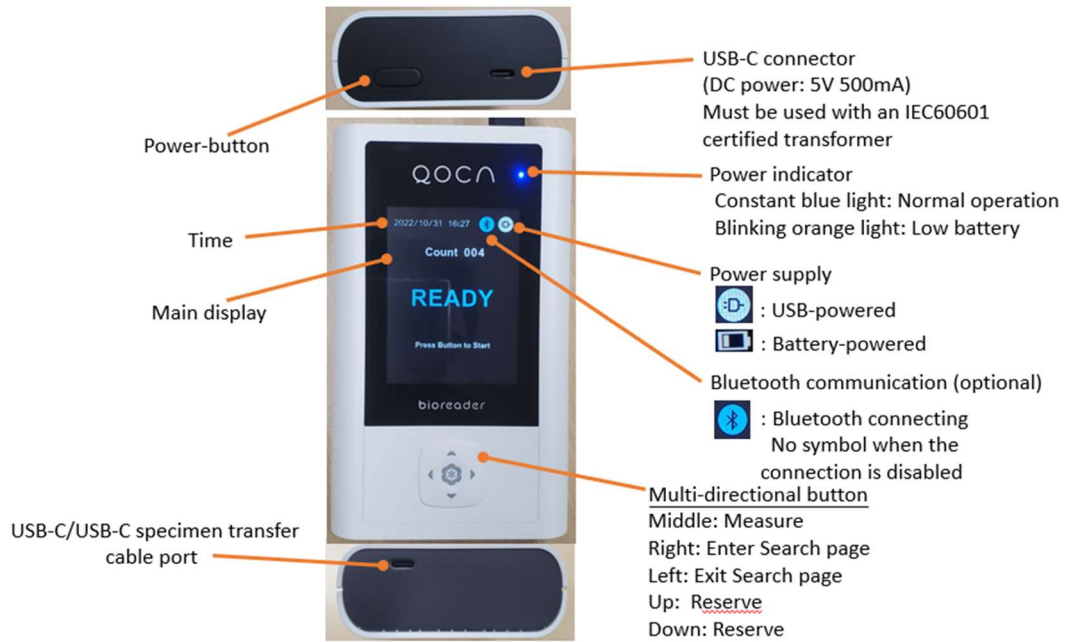 USB-C connector
(DC power: 5V 500mA)
Must be used with an IEC60601
certified transformer
Power-button
QOCA
Power indicator
Constant blue light: Normal operation
Blinking orange light: Low battery
2022/10/31 16:27
Time
Count 004
Power supply
: USB-powered
: Battery-powered
Main display
READY
Press Button to Start
Bluetooth communication (optional)
bioreader
: Bluetooth connecting
No symbol when the
connection is disabled
Multi-directional button
Middle: Measure
Right: Enter Search page
Left: Exit Search page
Up: Reserve
Down: Reserve
USB-C/USB-C specimen transfer
cable port